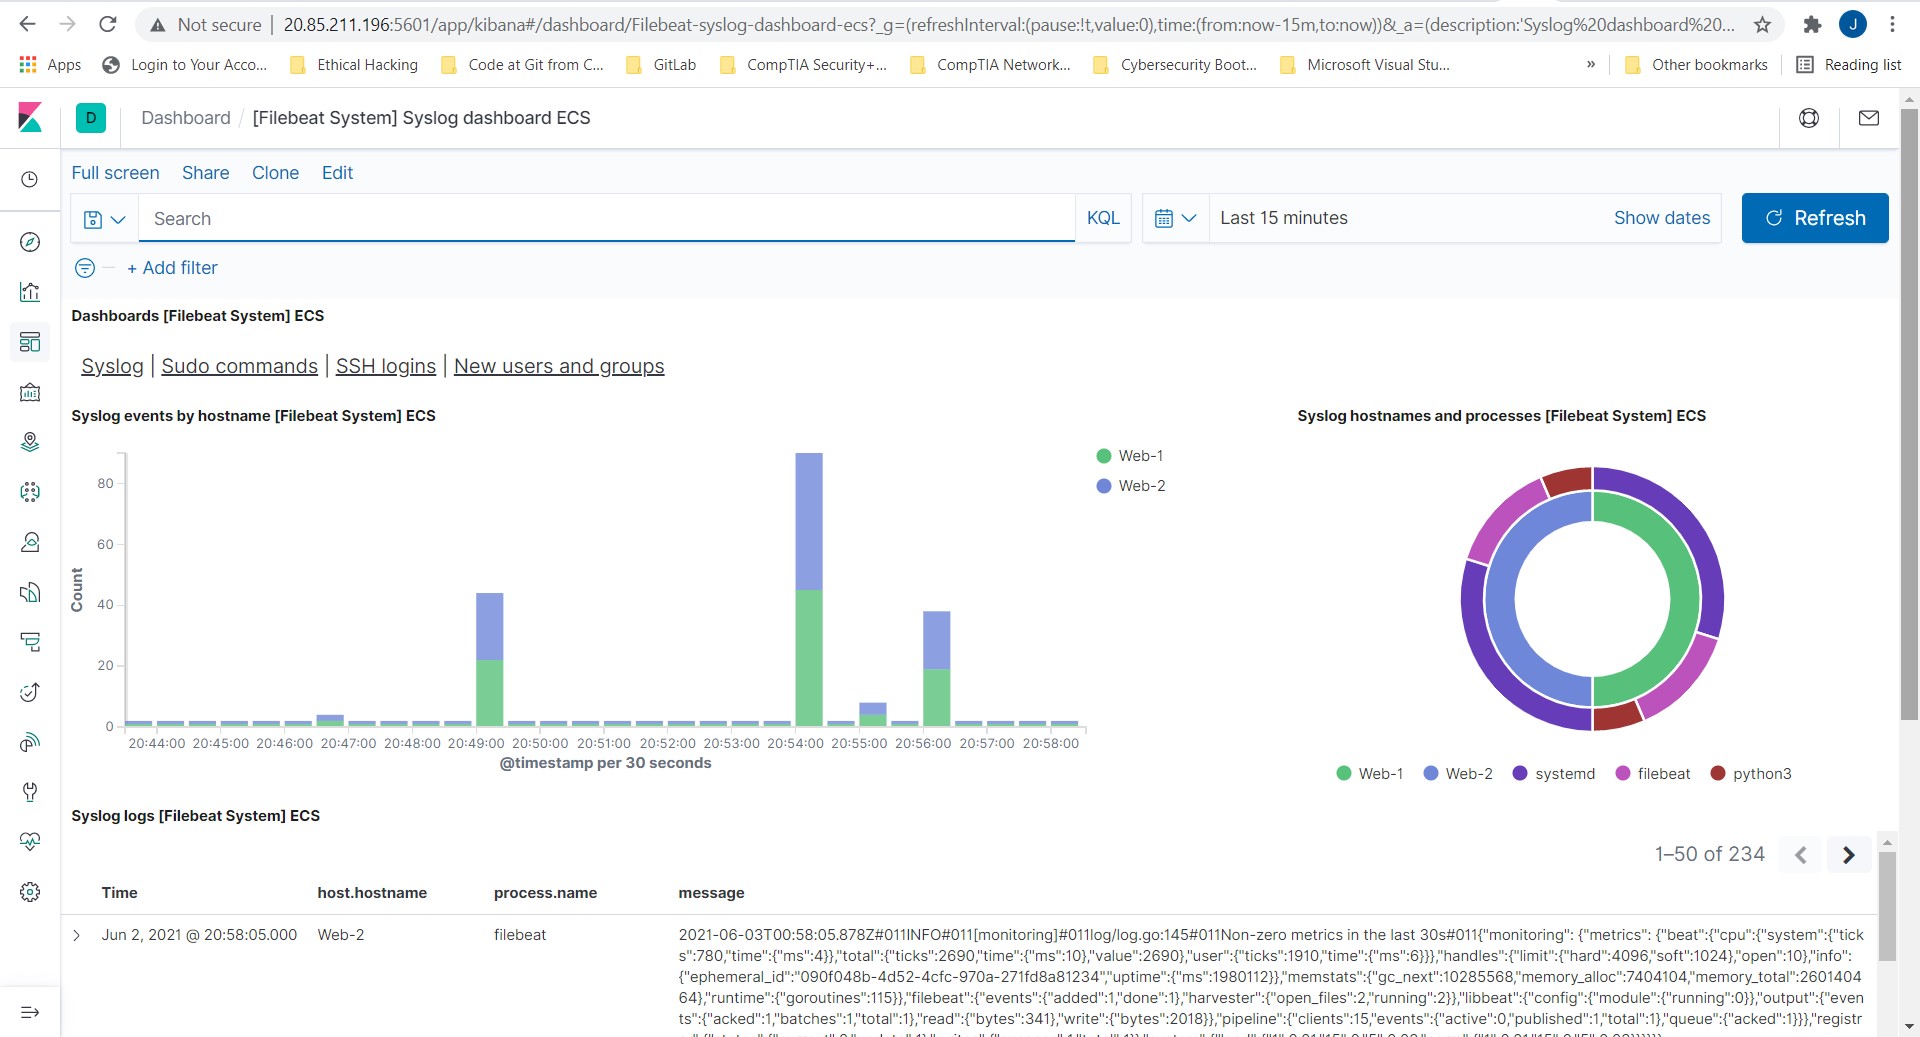 Not secure | 20.85.211.196:5601/app/kibana#/dashboard/Filebeat-syslog-dashboard-ecs?_g=(refreshInterval:(pause:!t,value:0),time:(from:now-15m,to:now))&_a=(description:'Syslog%20dashboard%20...
J
Apps Login to Your Acco... Ethical Hacking Code at Git from C... GitLab CompTIA Security+... CompTIA Network... Cybersecurity Boot... Microsoft Visual Stu... » Other bookmarks Reading list
D Dashboard / [Filebeat System] Syslog dashboard ECS
Full screen Share Clone Edit
Search KQL Last 15 minutes Show dates Refresh
+ Add filter
Dashboards [Filebeat System] ECS
Syslog | Sudo commands | SSH logins | New users and groups
Syslog events by hostname [Filebeat System] ECS
Count
80
60
40
20
0
20:44:00 20:45:00 20:46:00 20:47:00 20:48:00 20:49:00 20:50:00 20:51:00 20:52:00 20:53:00 20:54:00 20:55:00 20:56:00 20:57:00 20:58:00
@timestamp per 30 seconds
Web-1
Web-2
Syslog hostnames and processes [Filebeat System] ECS
Web-1 Web-2 systemd filebeat python3
Syslog logs [Filebeat System] ECS
1–50 of 234
Time host.hostname process.name message
Jun 2, 2021 @ 20:58:05.000 Web-2 filebeat 2021-06-03T00:58:05.878Z#011INFO#011[monitoring]#011log/log.go:145#011Non-zero metrics in the last 30s#011{"monitoring": {"metrics": {"beat":{"cpu":{"system":{"tick
s":780,"time":{"ms":4}},"total":{"ticks":2690,"time":{"ms":10},"value":2690},"user":{"ticks":1910,"time":{"ms":6}}},"handles":{"limit":{"hard":4096,"soft":1024},"open":10},"info":
{"ephemeral_id":"090f048b-4d52-4cfc-970a-271fd8a81234","uptime":{"ms":1980112}},"memstats":{"gc_next":10285568,"memory_alloc":7404104,"memory_total":2601404
64},"runtime":{"goroutines":115}},"filebeat":{"events":{"added":1,"done":1},"harvester":{"open_files":2,"running":2}},"libbeat":{"config":{"module":{"running":0}},"output":{"even
ts":{"acked":1,"batches":1,"total":1},"read":{"bytes":341},"write":{"bytes":2018}},"pipeline":{"clients":15,"events":{"active":0,"published":1,"total":1},"queue":{"acked":1}}},"registr